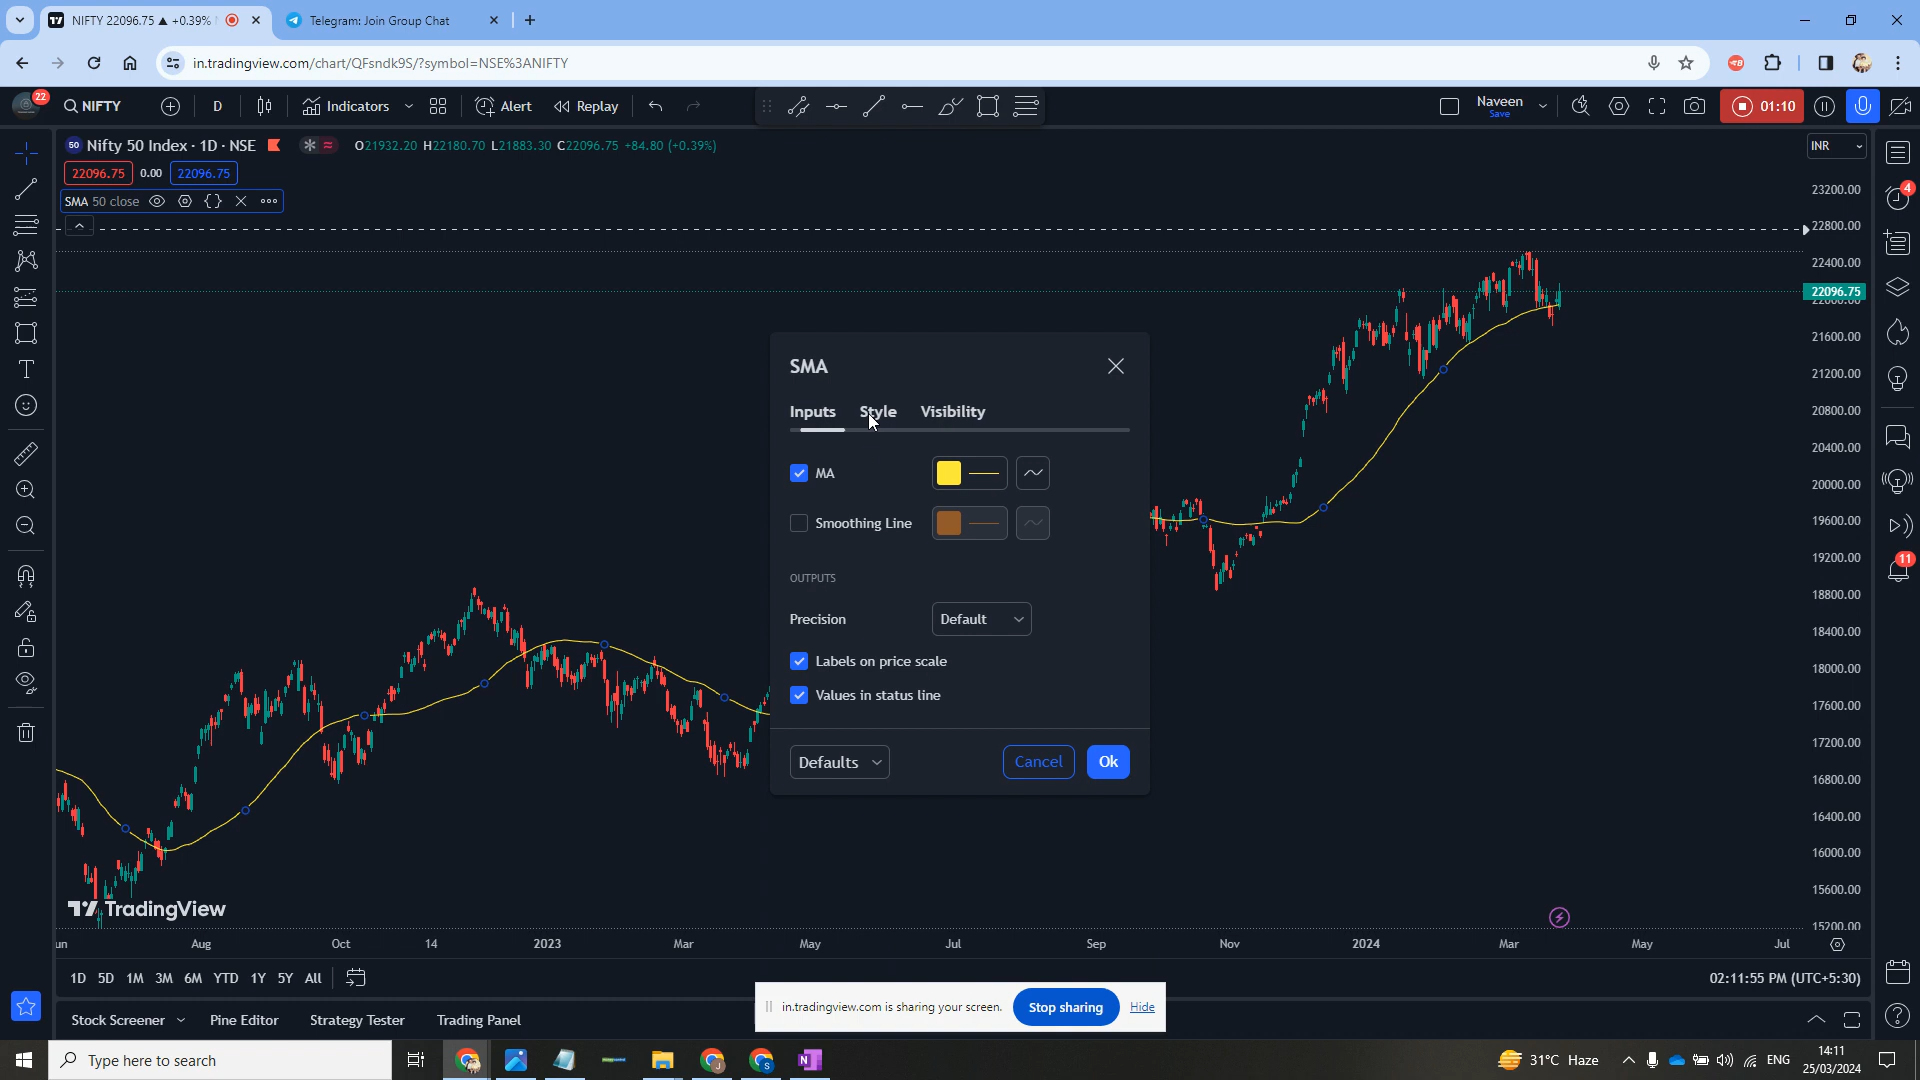 NIFTY 22096.75 ▲ +0.39%
Telegram: Join Group Chat
in.tradingview.com/chart/QFsndk9S/?symbol=NSE%3ANIFTY
22
NIFTY
D
Indicators
Alert
Replay
Naveen
Save
01:10
50
Nifty 50 Index · 1D · NSE
O21932.20 H22180.70 L21883.30 C22096.75 +84.80 (+0.39%)
INR
22096.75
0.00
22096.75
SMA 50 close
23200.00
4
22800.00
22400.00
22096.75
22000.00
21600.00
21200.00
20800.00
20400.00
20000.00
19600.00
19200.00
18800.00
18400.00
18000.00
17600.00
17200.00
16800.00
16400.00
16000.00
15600.00
15200.00
11
SMA
Inputs
Style
Visibility
MA
Smoothing Line
OUTPUTS
Precision
Default
Labels on price scale
Values in status line
Defaults
Cancel
Ok
TradingView
un
Aug
Oct
14
2023
Mar
May
Jul
Sep
Nov
2024
Mar
May
Jul
1D 5D 1M 3M 6M YTD 1Y 5Y All
02:11:55 PM (UTC+5:30)
in.tradingview.com is sharing your screen.
Stop sharing
Hide
Stock Screener
Pine Editor
Strategy Tester
Trading Panel
Type here to search
31°C Haze
ENG
14:11
25/03/2024